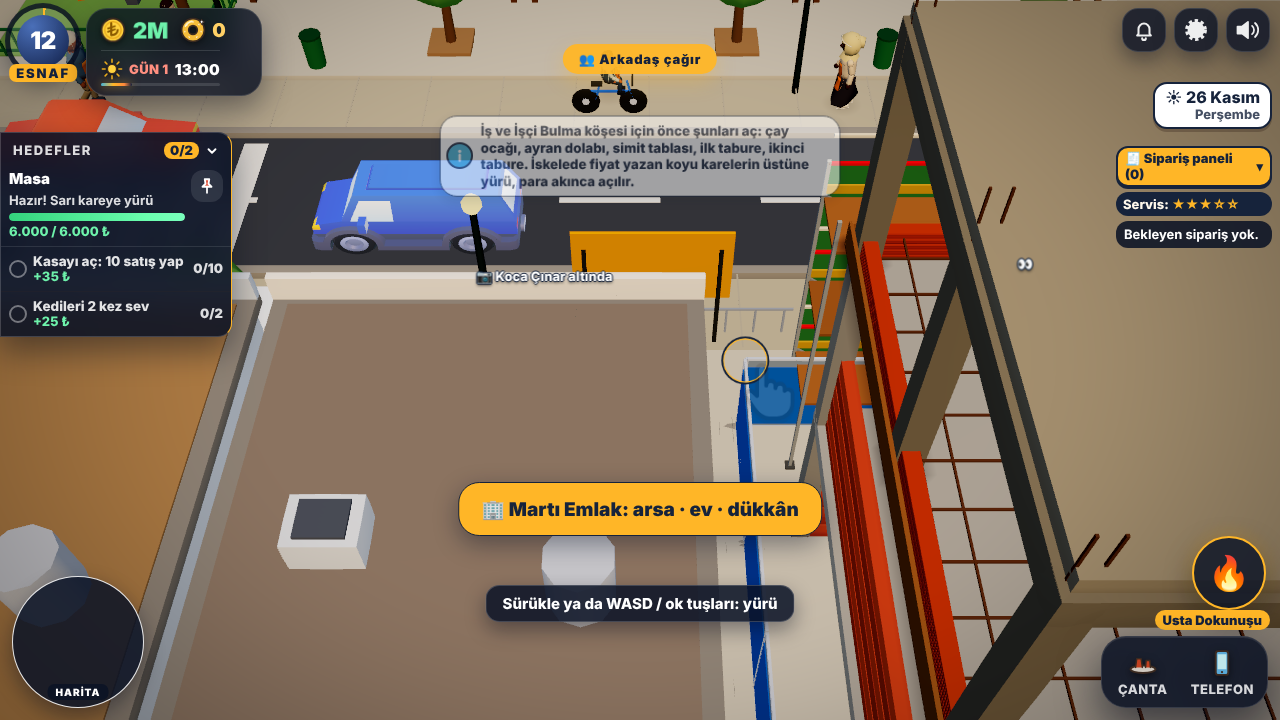 12
ESNAF
2M
0
GÜN 1 13:00
Arkadaş çağır
26 Kasım
Perşembe
İş ve İşçi Bulma köşesi için önce şunları aç: çay
ocağı, ayran dolabı, simit tablası, ilk tabure, ikinci
tabure. İskelede fiyat yazan koyu karelerin üstüne
yürü, para akınca açılır.
HEDEFLER 0/2
Masa
Hazır! Sarı kareye yürü
6.000 / 6.000 ₺
Kasayı aç: 10 satış yap 0/10
+35 ₺
Kedileri 2 kez sev 0/2
+25 ₺
Sipariş paneli
(0)
Servis: ★★★☆☆
Bekleyen sipariş yok.
Koca Çınar altında
Martı Emlak: arsa · ev · dükkân
Sürükle ya da WASD / ok tuşları: yürü
HARİTA
Usta Dokunuşu
ÇANTA
TELEFON